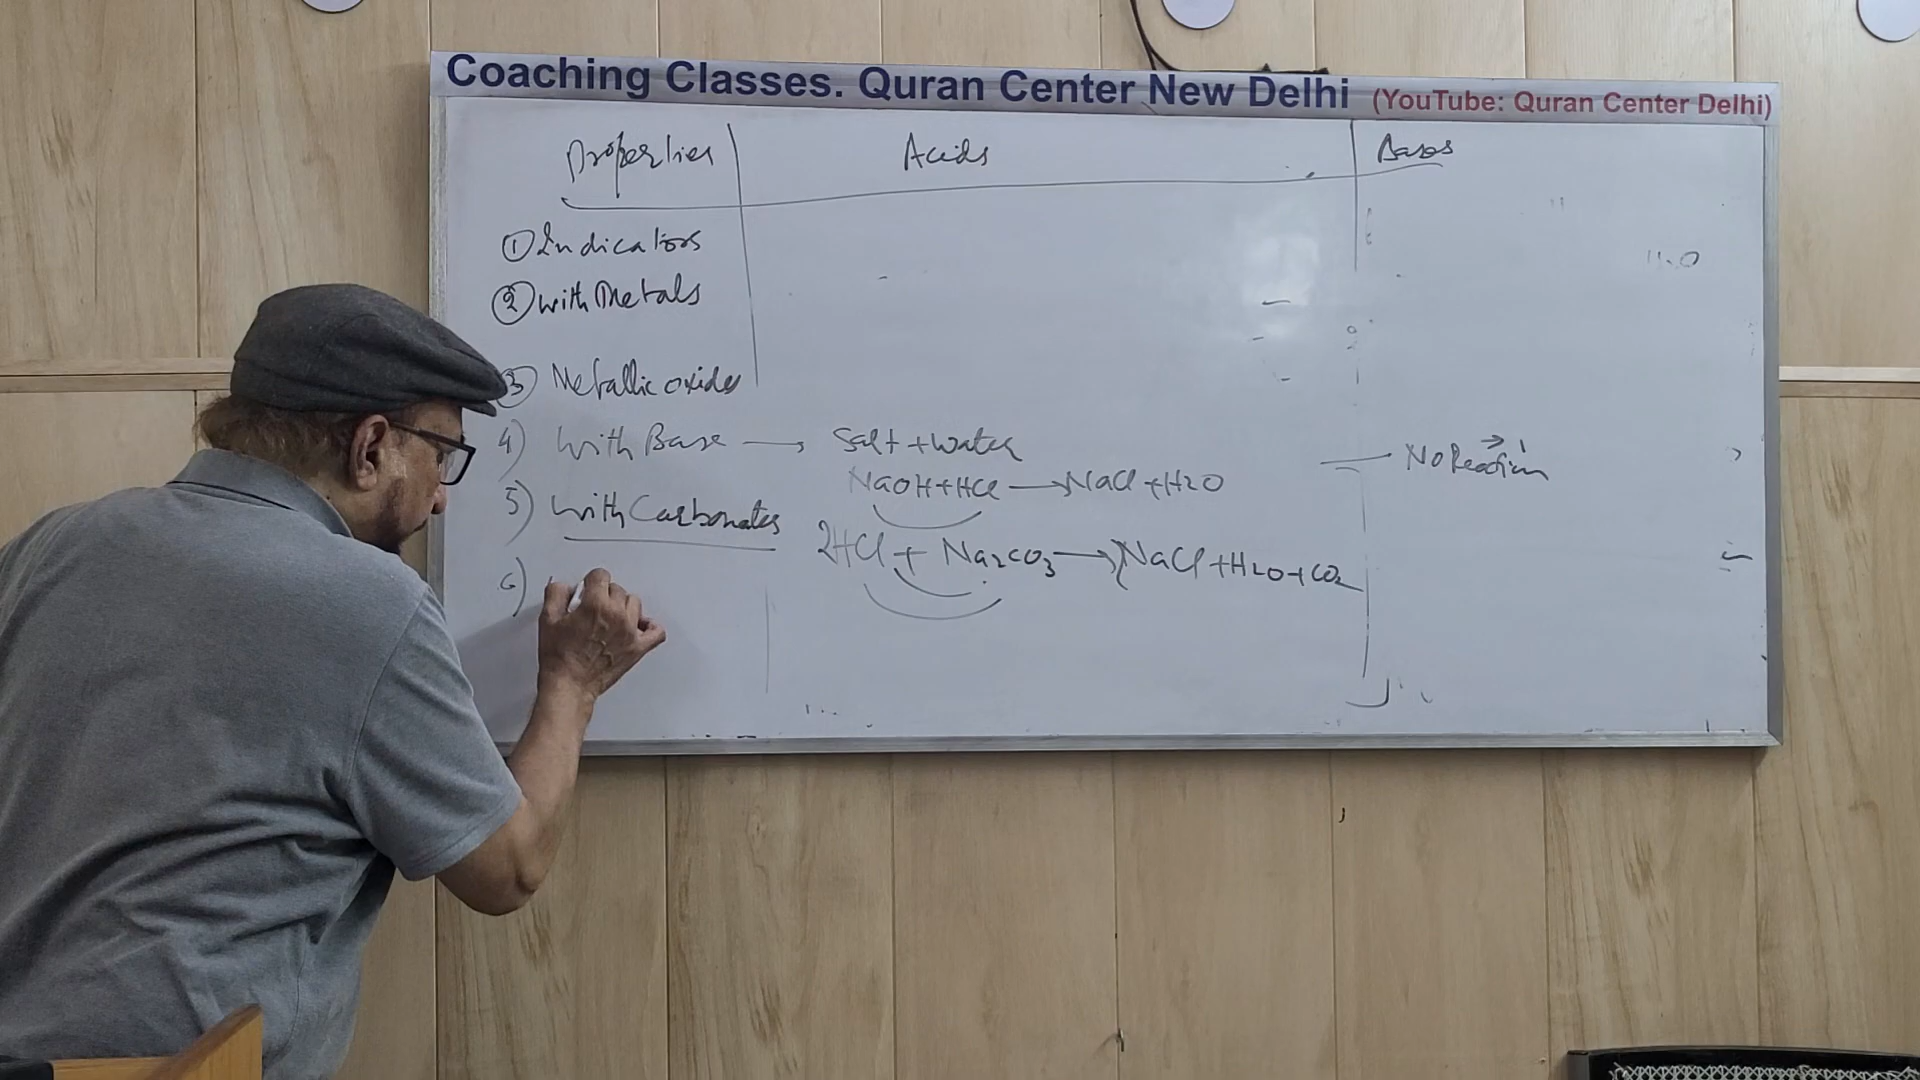 Coaching Classes. Quran Center New Delhi (YouTube: Quran Center Delhi)
Properties Acids Bases
① Indicators
② with Metals
③ Metallic oxides
4) with Base → Salt + water — No Reaction
NaOH + HCl → NaCl + H2O
5) with Carbonates
2HCl + Na2CO3 → NaCl + H2O + CO2
6)